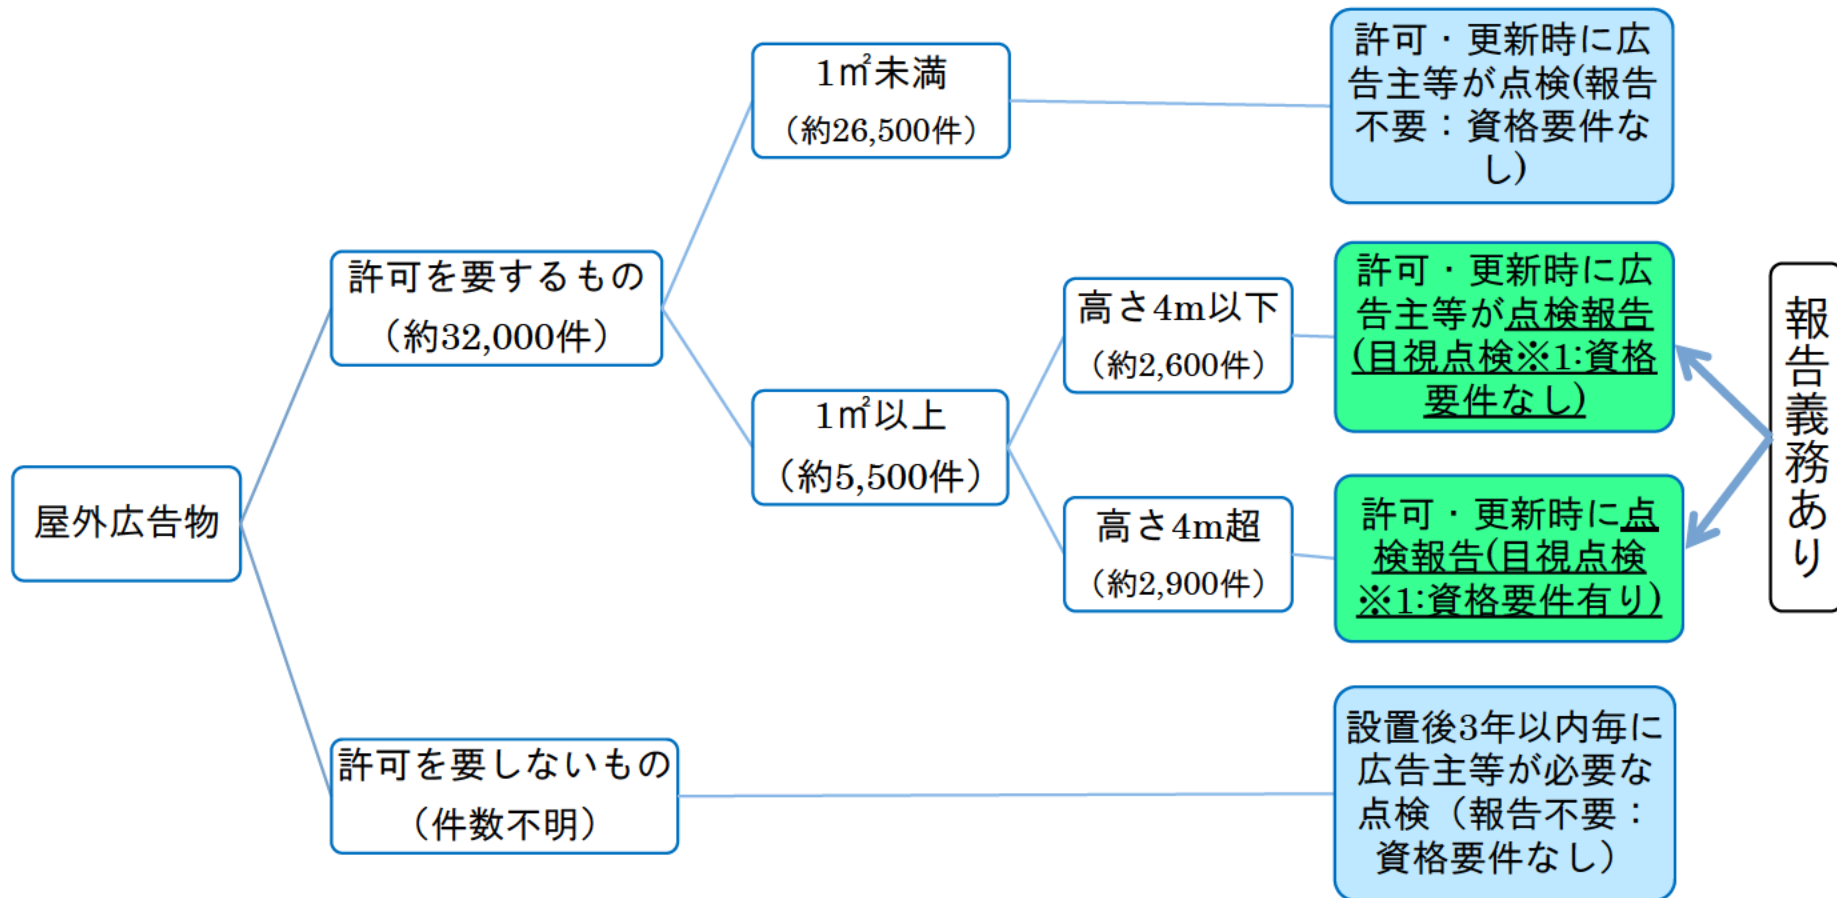 屋外広告物
許可を要するもの
（約32,000件）
許可を要しないもの
（件数不明）
1㎡未満
（約26,500件）
1㎡以上
（約5,500件）
高さ4m以下
（約2,600件）
高さ4m超
（約2,900件）
許可・更新時に広
告主等が点検(報告
不要：資格要件な
し)
許可・更新時に広
告主等が点検報告
(目視点検※1:資格
要件なし)
許可・更新時に点
検報告(目視点検
※1:資格要件有り)
設置後3年以内毎に
広告主等が必要な
点検（報告不要：
資格要件なし）
報告義務あり